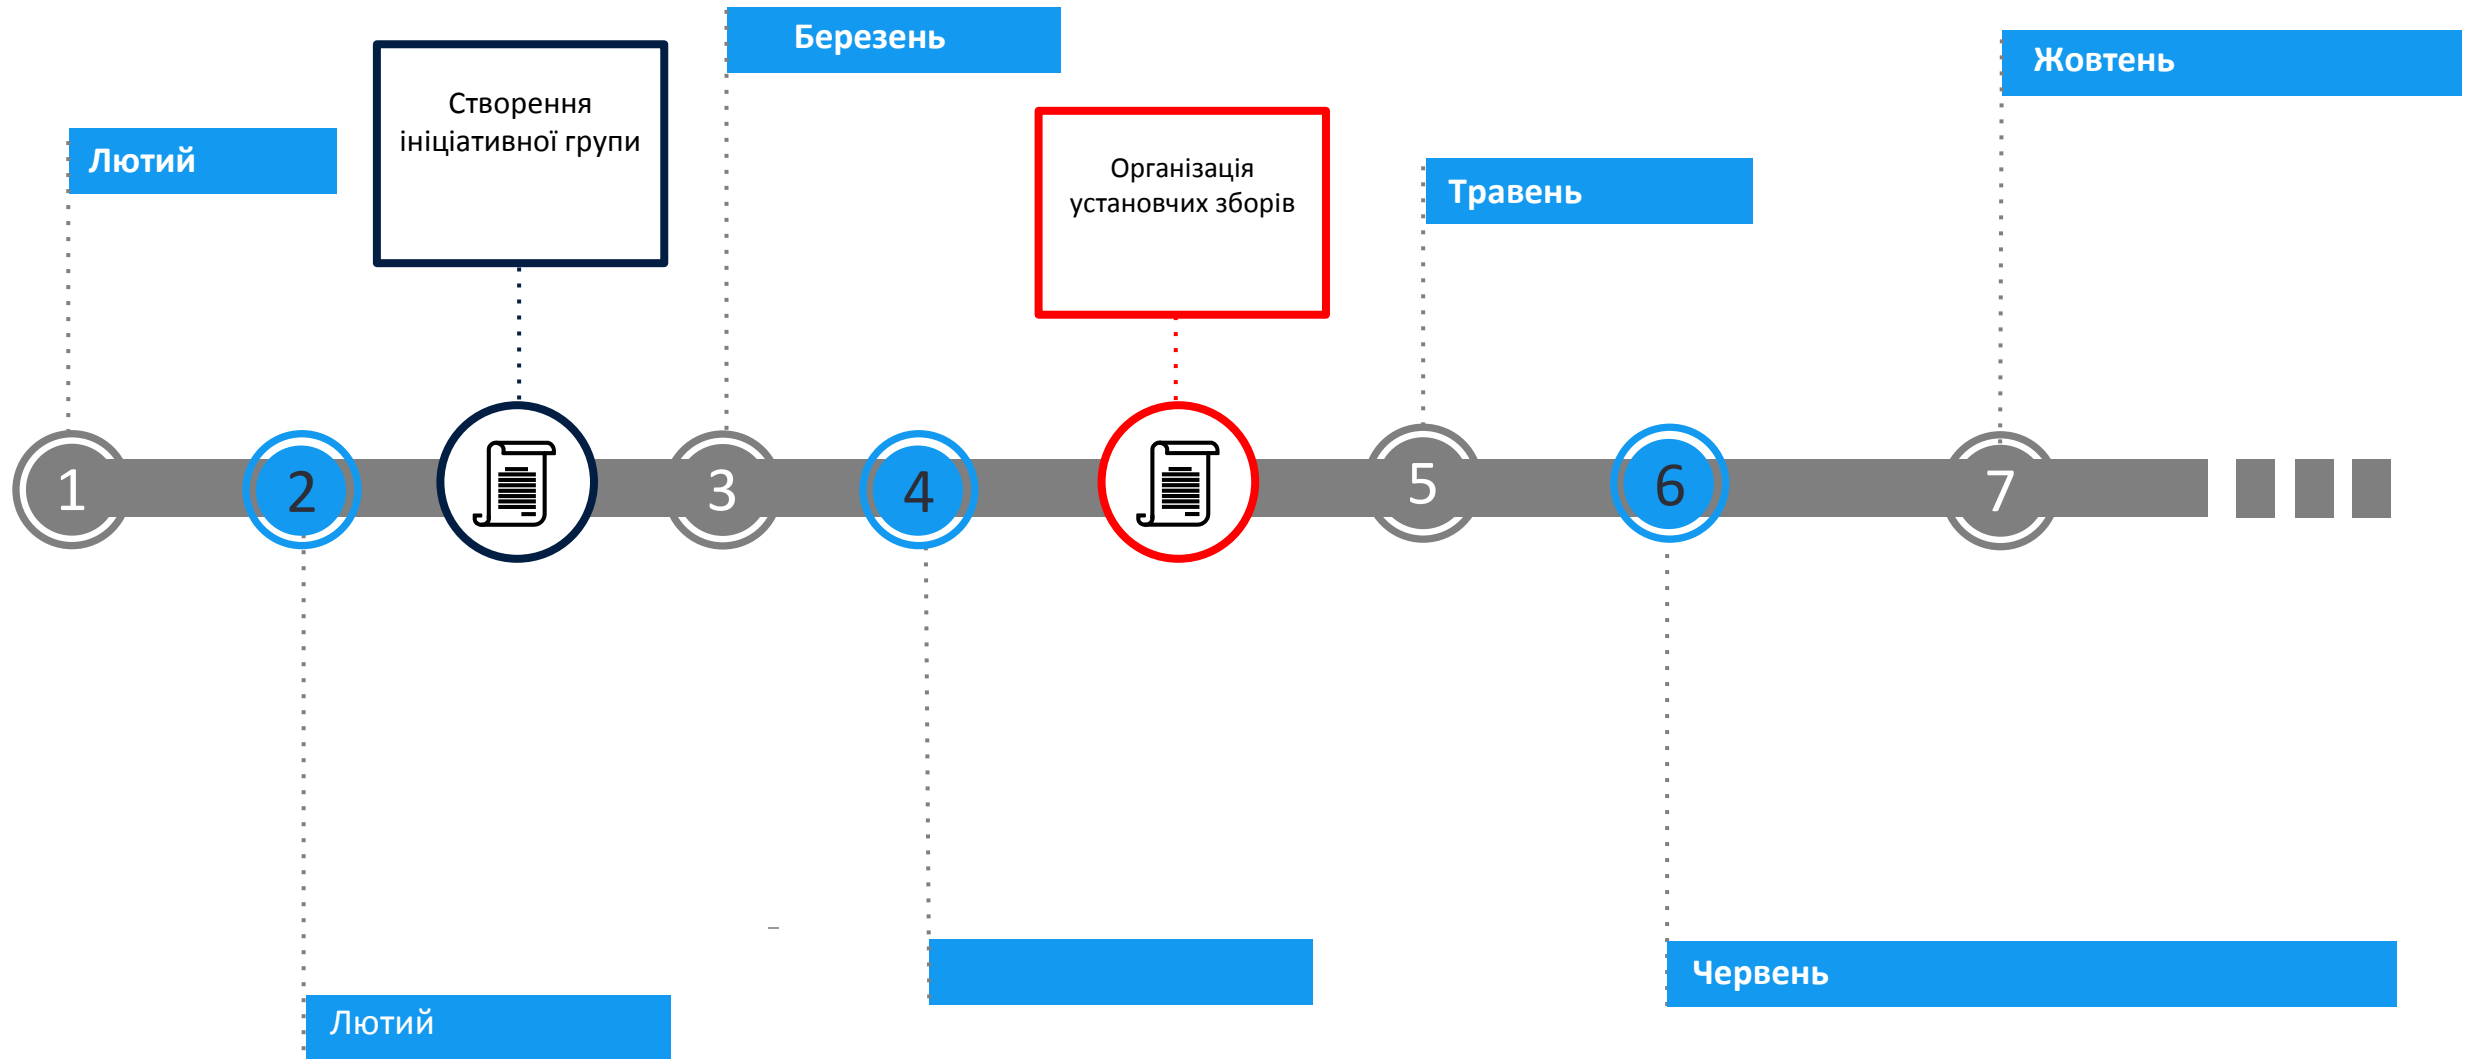 Березень
Жовтень
Створення
ініціативної групи
Лютий
Організація
установчих зборів
Травень
1
2
3
4
5
6
7
Червень
Лютий